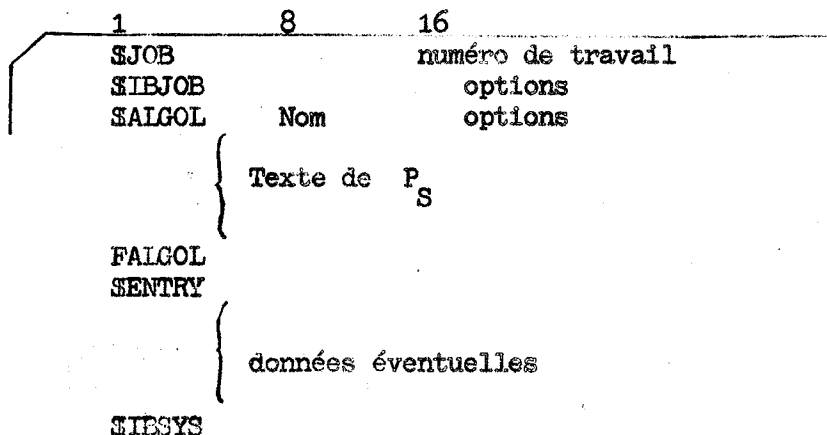 1 8 16
$JOB numéro de travail
$IBJOB options
$ALGOL Nom options
Texte de P_S
FALGOL
$ENTRY
données éventuelles
$IBSYS